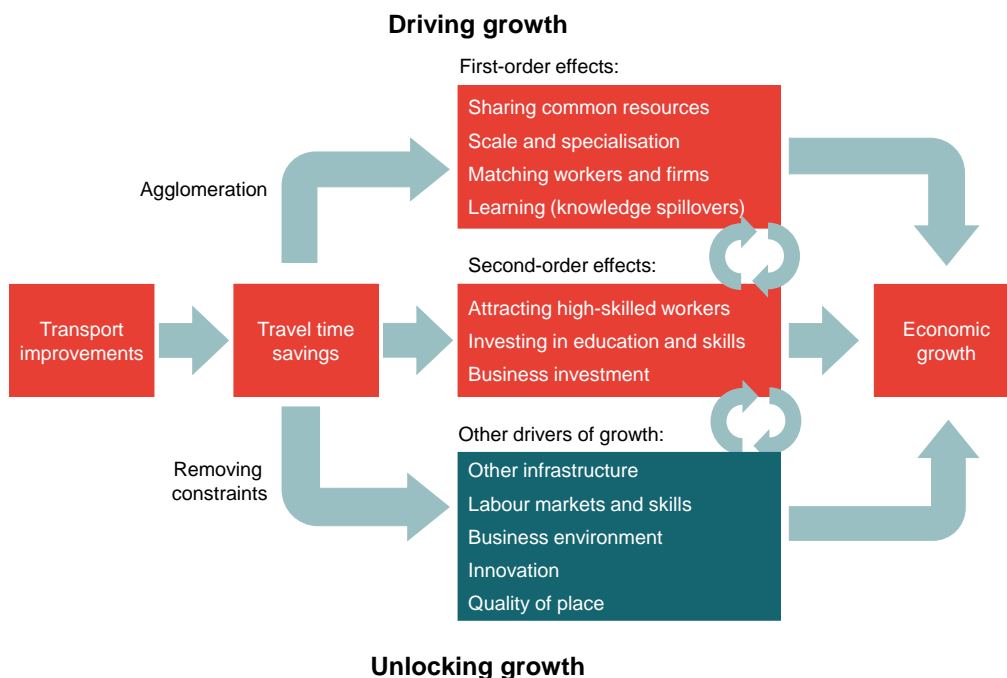 Driving growth
First-order effects:
Sharing common resources
Scale and specialisation
Matching workers and firms
Learning (knowledge spillovers)
Agglomeration
Second-order effects:
Transport
improvements
Travel time
savings
Attracting high-skilled workers
Investing in education and skills
Business investment
Economic
growth
Removing
constraints
Other drivers of growth:
Other infrastructure
Labour markets and skills
Business environment
Innovation
Quality of place
Unlocking growth